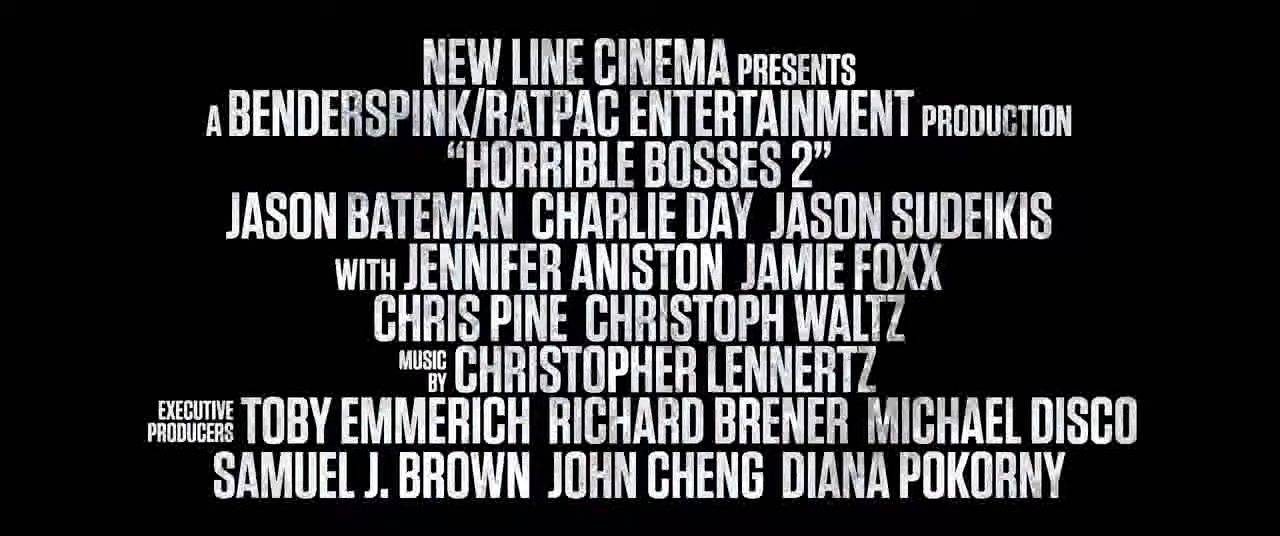 NEW LINE CINEMA PRESENTS
A BENDERSPINK/RATPAC ENTERTAINMENT PRODUCTION
“HORRIBLE BOSSES 2”
JASON BATEMAN CHARLIE DAY JASON SUDEIKIS
WITH JENNIFER ANISTON JAMIE FOXX
CHRIS PINE CHRISTOPH WALTZ
MUSIC BY CHRISTOPHER LENNERTZ
EXECUTIVE PRODUCERS TOBY EMMERICH RICHARD BRENER MICHAEL DISCO
SAMUEL J. BROWN JOHN CHENG DIANA POKORNY